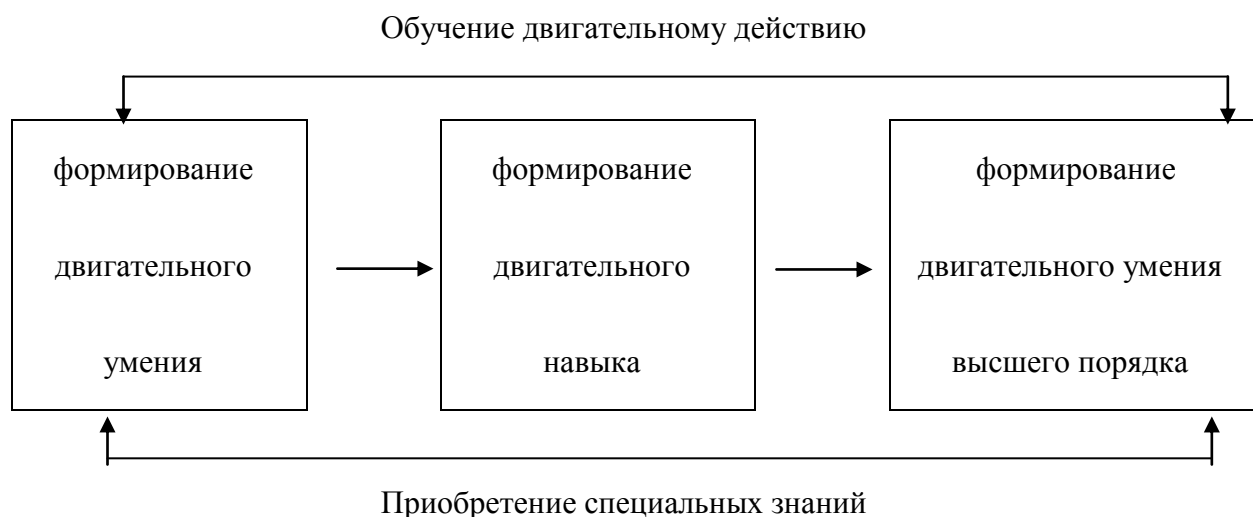 Обучение двигательному действию
формирование
двигательного
умения
формирование
двигательного
навыка
формирование
двигательного умения
высшего порядка
Приобретение специальных знаний